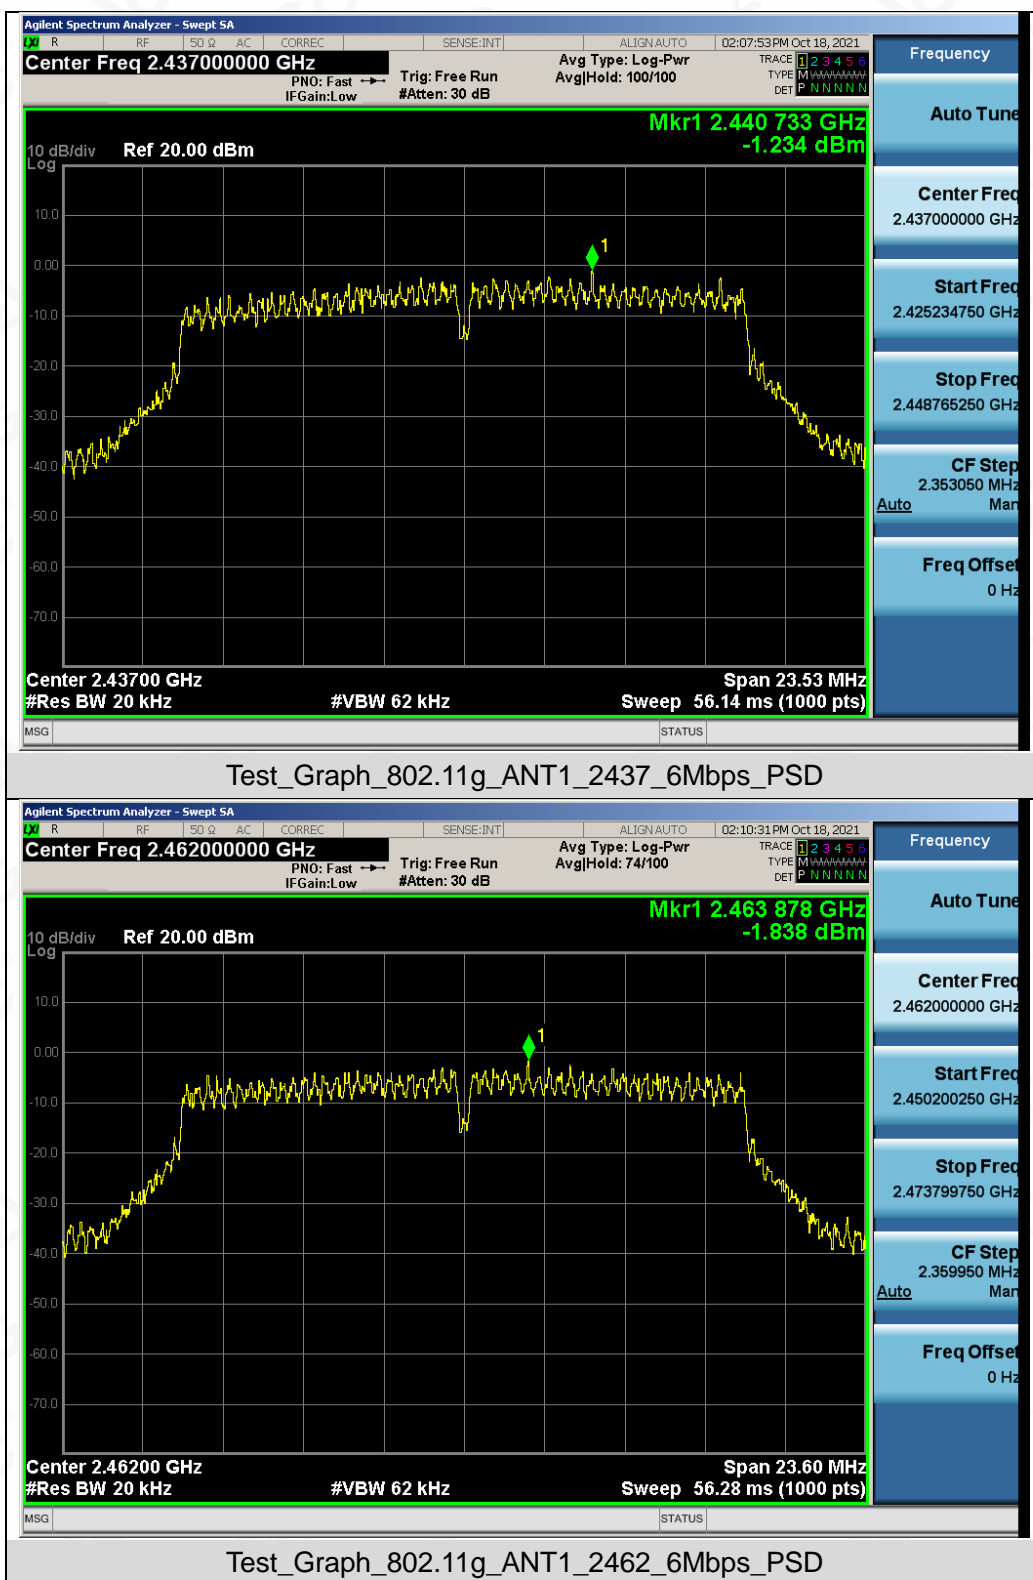 Agilent Spectrum Analyzer - Swept SA
LXI R RF 50 Ω AC CORREC SENSE:INT ALIGN AUTO 02:07:53 PM Oct 18, 2021
Center Freq 2.437000000 GHz
PNO: Fast
IFGain:Low
Trig: Free Run
#Atten: 30 dB
Avg Type: Log-Pwr
Avg|Hold: 100/100
TRACE 1 2 3 4 5 6
TYPE M WWWWW
DET P N N N N N
Mkr1 2.440 733 GHz
-1.234 dBm
10 dB/div Ref 20.00 dBm
Log
10.0
0.00
-10.0
-20.0
-30.0
-40.0
-50.0
-60.0
-70.0
1
Center 2.43700 GHz Span 23.53 MHz
#Res BW 20 kHz #VBW 62 kHz Sweep 56.14 ms (1000 pts)
MSG STATUS
Frequency
Auto Tune
Center Freq
2.437000000 GHz
Start Freq
2.425234750 GHz
Stop Freq
2.448765250 GHz
CF Step
2.353050 MHz
Auto Man
Freq Offset
0 Hz
Test_Graph_802.11g_ANT1_2437_6Mbps_PSD
Agilent Spectrum Analyzer - Swept SA
LXI R RF 50 Ω AC CORREC SENSE:INT ALIGN AUTO 02:10:31 PM Oct 18, 2021
Center Freq 2.462000000 GHz
PNO: Fast
IFGain:Low
Trig: Free Run
#Atten: 30 dB
Avg Type: Log-Pwr
Avg|Hold: 74/100
TRACE 1 2 3 4 5 6
TYPE M WWWWW
DET P N N N N N
Mkr1 2.463 878 GHz
-1.838 dBm
10 dB/div Ref 20.00 dBm
Log
10.0
0.00
-10.0
-20.0
-30.0
-40.0
-50.0
-60.0
-70.0
1
Center 2.46200 GHz Span 23.60 MHz
#Res BW 20 kHz #VBW 62 kHz Sweep 56.28 ms (1000 pts)
MSG STATUS
Frequency
Auto Tune
Center Freq
2.462000000 GHz
Start Freq
2.450200250 GHz
Stop Freq
2.473799750 GHz
CF Step
2.359950 MHz
Auto Man
Freq Offset
0 Hz
Test_Graph_802.11g_ANT1_2462_6Mbps_PSD